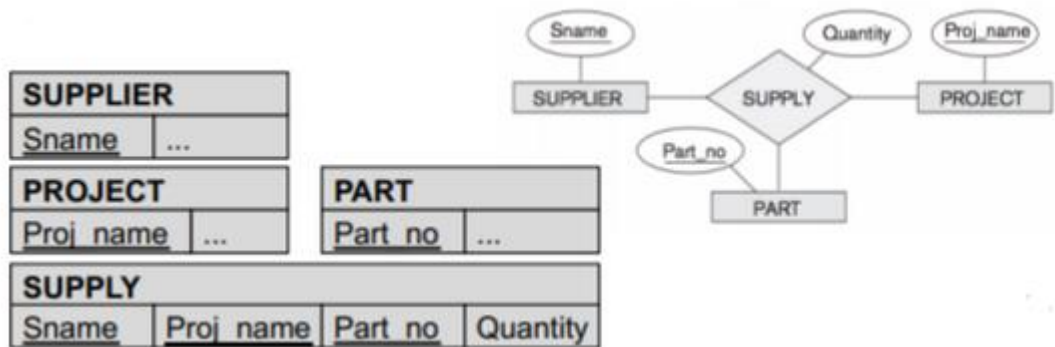 Sname
Quantity
Proj_name
SUPPLIER
SUPPLY
PROJECT
Part_no
PART
SUPPLIER
Sname ...
PROJECT
Proj_name ...
PART
Part_no ...
SUPPLY
Sname Proj_name Part_no Quantity